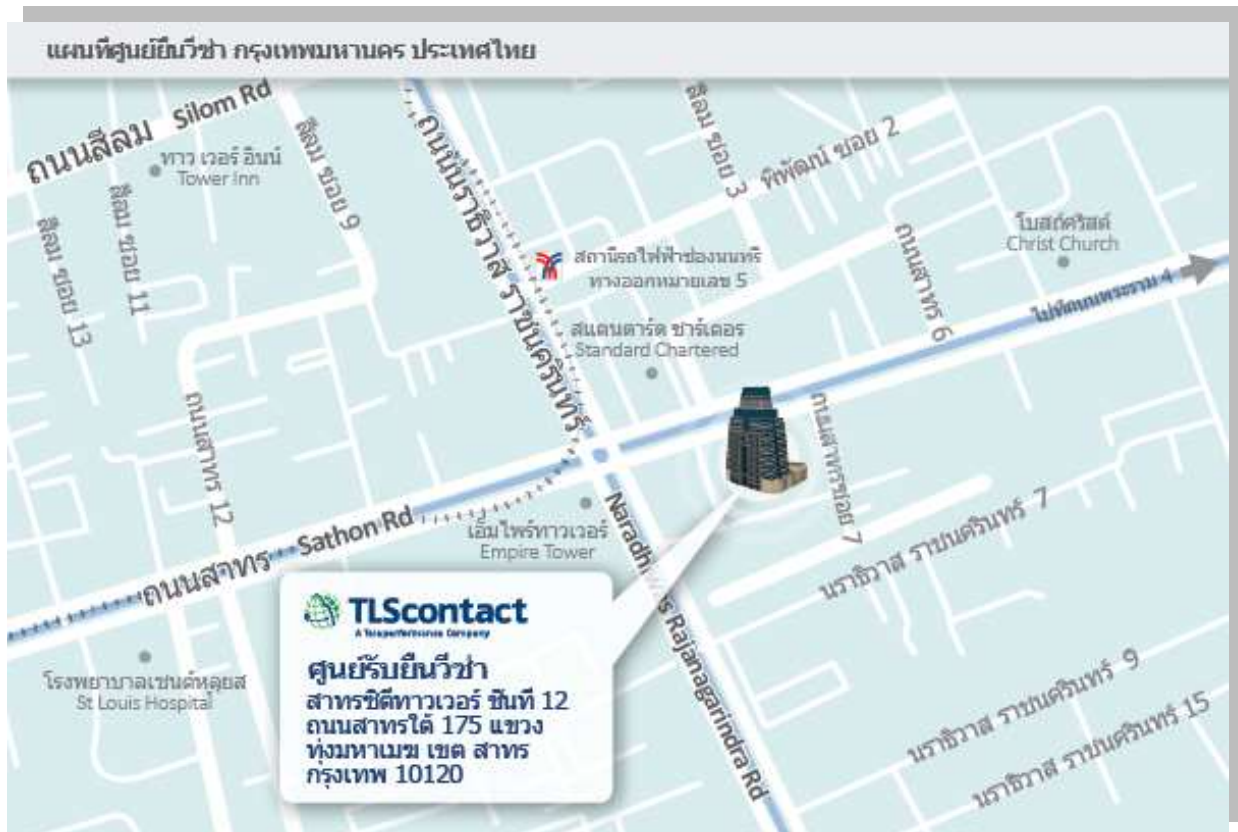 แผนที่ศูนย์ยื่นวีซ่า กรุงเทพมหานคร ประเทศไทย
ถนนสีลม Silom Rd
ทาว เวอร์ อินน์
Tower Inn
สีลม ซอย 9
สีลม ซอย 11
สีลม ซอย 13
ถนนนราธิวาส ราชนครินทร์
สีลม ซอย 3
พิพัฒน์ ซอย 2
สถานีรถไฟฟ้าช่องนนทรี
ทางออกหมายเลข 5
โบสถ์คริสต์
Christ Church
ถนนสาทร 6
ไปที่ถนนพระราม 4
สแตนดาร์ด ชาร์เตอร์
Standard Chartered
ถนนสาทร 12
ถนนสาทรซอย 7
เอ็มไพร์ทาวเวอร์
Empire Tower
ถนนสาทร Sathon Rd
Naradhiwas Rajanagarindra Rd
นราธิวาส ราชนครินทร์ 7
นราธิวาส ราชนครินทร์ 9
นราธิวาส ราชนครินทร์ 15
โรงพยาบาลเซนต์หลุยส
St Louis Hospital
TLScontact
A Teleperformance Company
ศูนย์รับยื่นวีซ่า
สาทรซิตี้ทาวเวอร์ ชั้นที่ 12
ถนนสาทรใต้ 175 แขวง
ทุ่งมหาเมฆ เขต สาทร
กรุงเทพ 10120